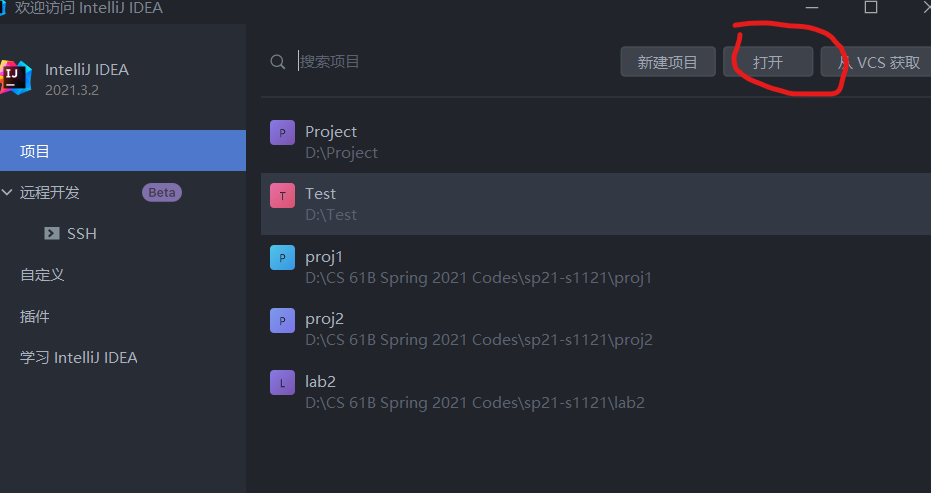 欢迎访问 IntelliJ IDEA
IJ
IntelliJ IDEA
2021.3.2
搜索项目
新建项目
打开
从 VCS 获取
项目
远程开发
Beta
SSH
自定义
插件
学习 IntelliJ IDEA
P
Project
D:\Project
T
Test
D:\Test
P
proj1
D:\CS 61B Spring 2021 Codes\sp21-s1121\proj1
P
proj2
D:\CS 61B Spring 2021 Codes\sp21-s1121\proj2
L
lab2
D:\CS 61B Spring 2021 Codes\sp21-s1121\lab2